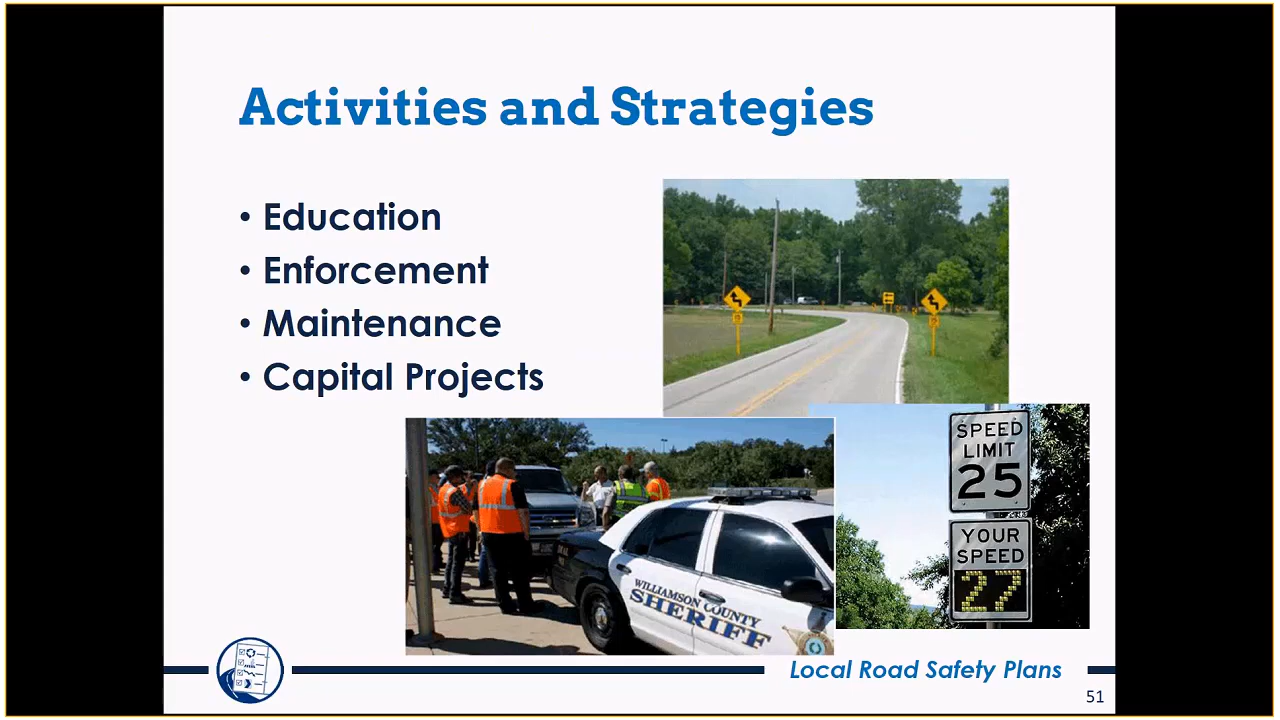 Activities and Strategies
• Education
• Enforcement
• Maintenance
• Capital Projects
SPEED
LIMIT
25
YOUR
SPEED
27
WILLIAMSON COUNTY
SHERIFF
Local Road Safety Plans
51